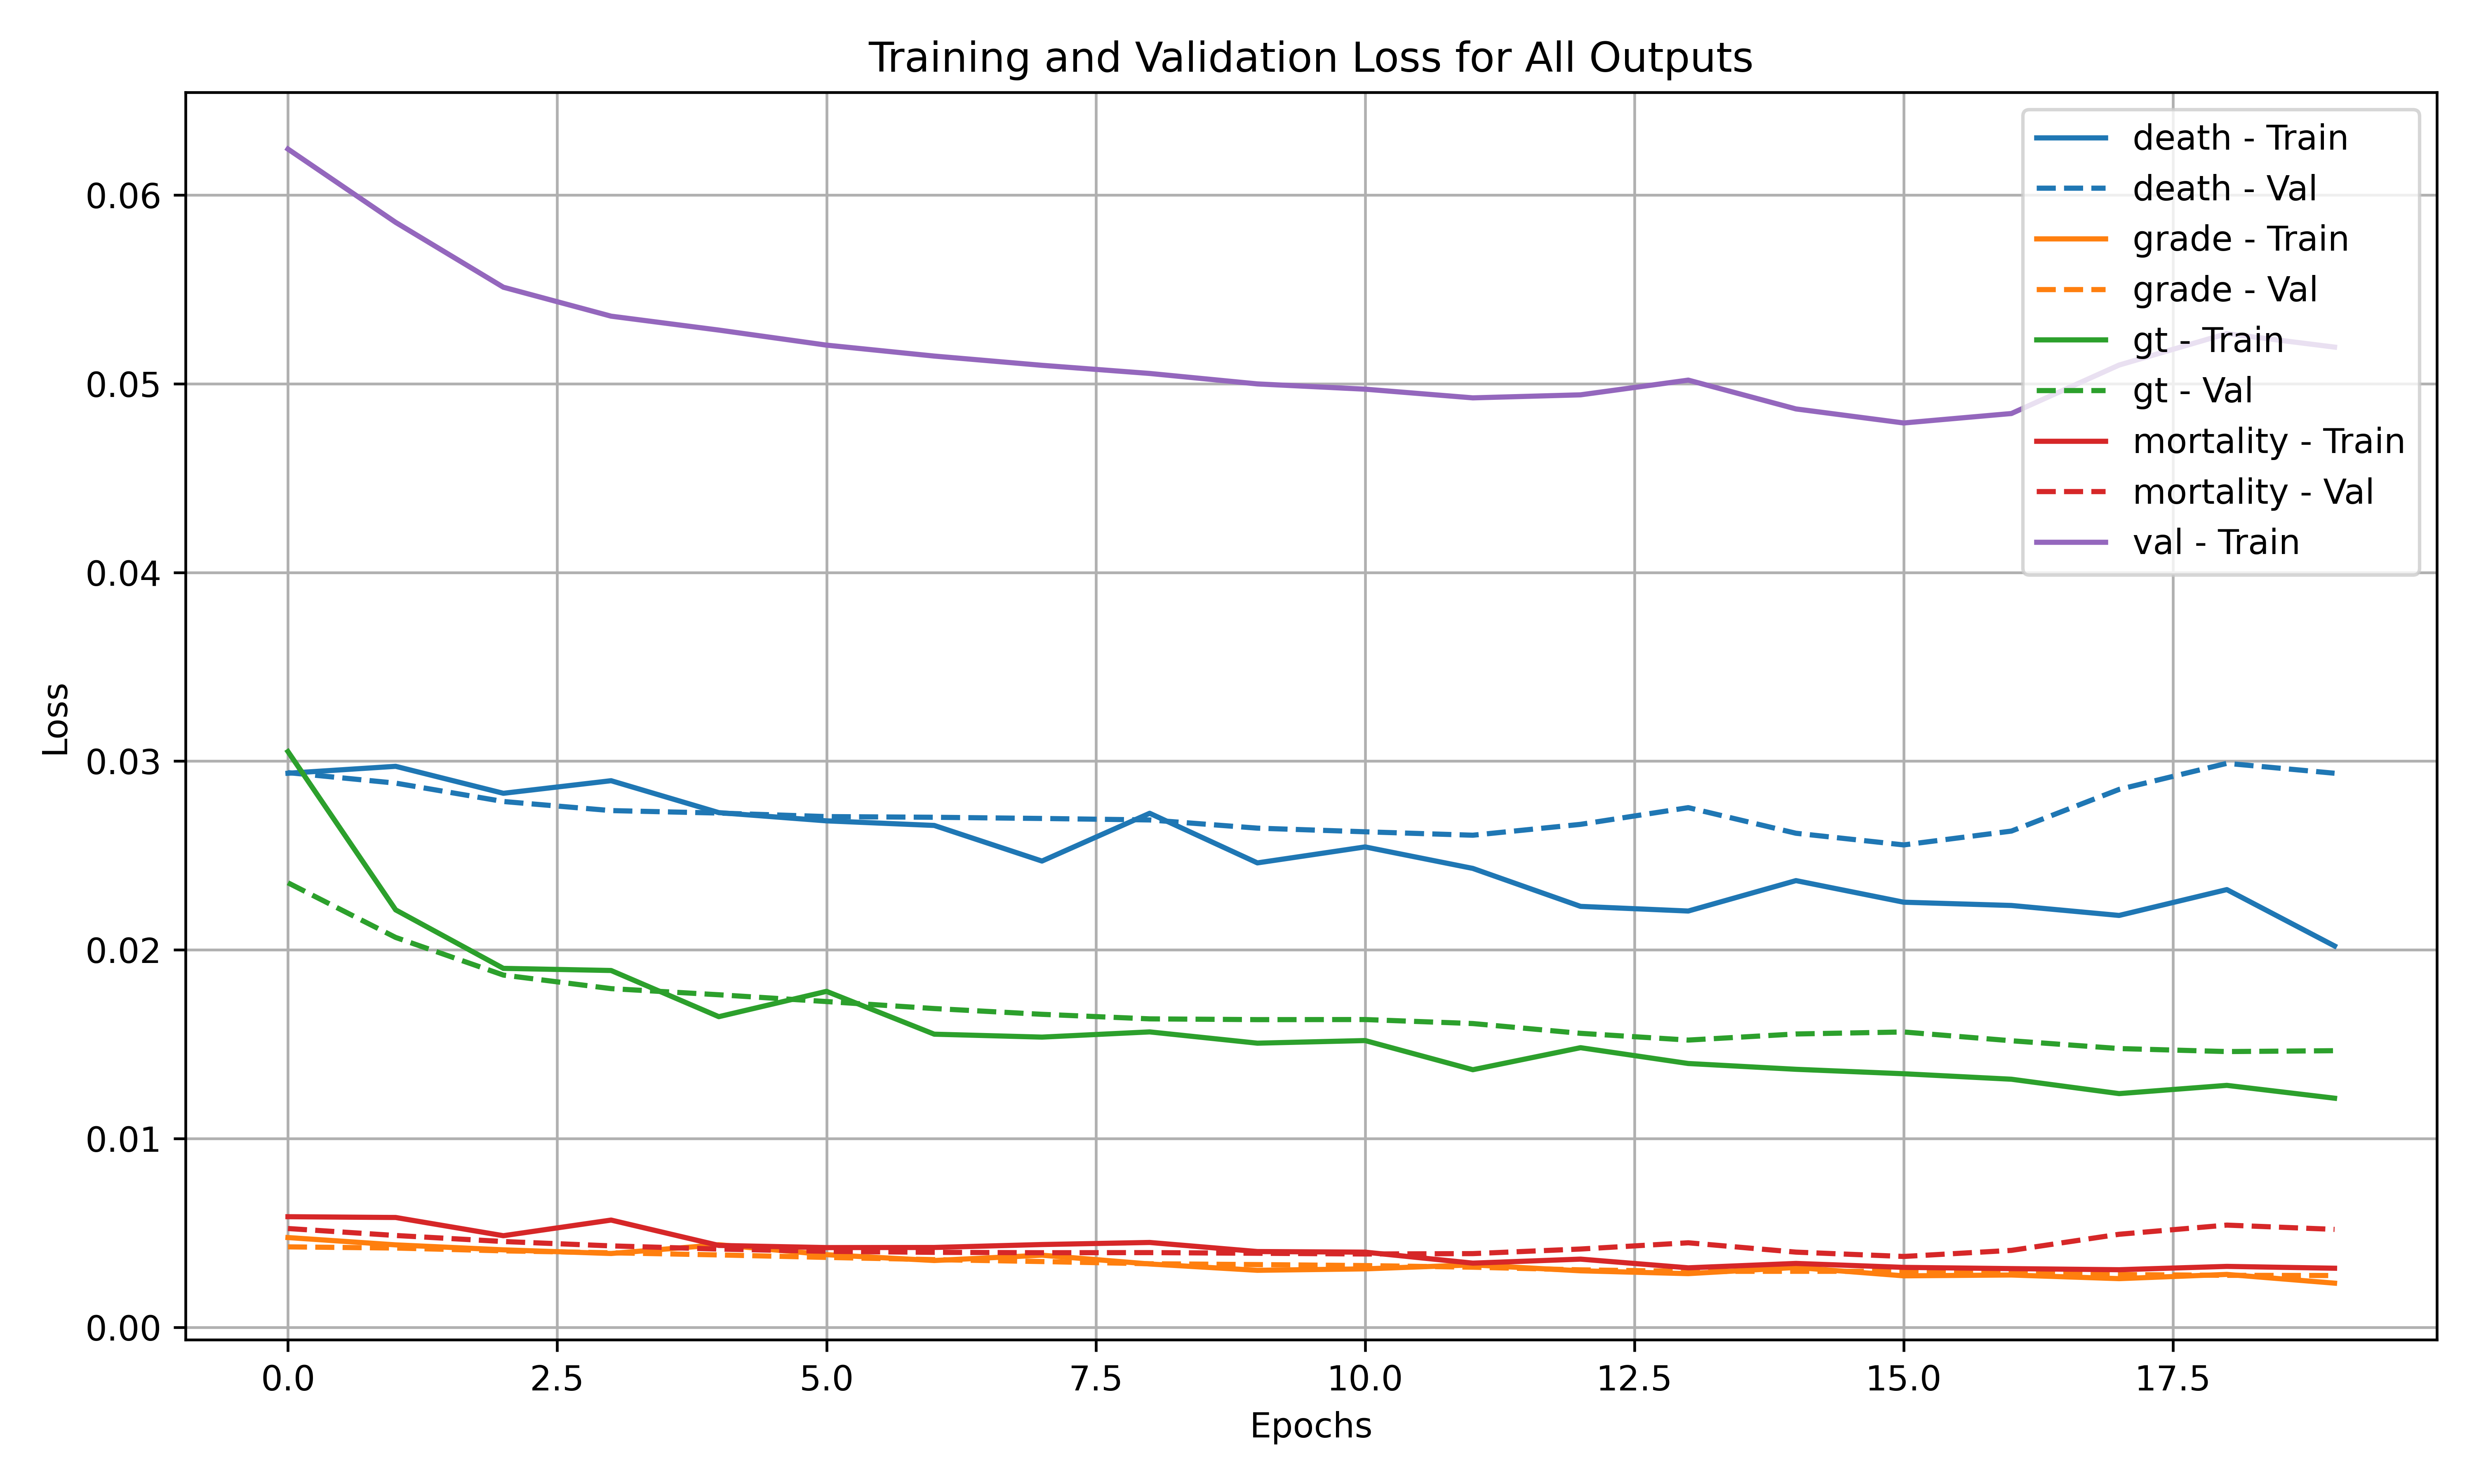 Training and Validation Loss for All Outputs
death - Train
death - Val
grade - Train
grade - Val
gt - Train
gt - Val
mortality - Train
mortality - Val
val - Train
0.06
0.05
0.04
0.03
0.02
0.01
0.00
Loss
0.0 2.5 5.0 7.5 10.0 12.5 15.0 17.5
Epochs